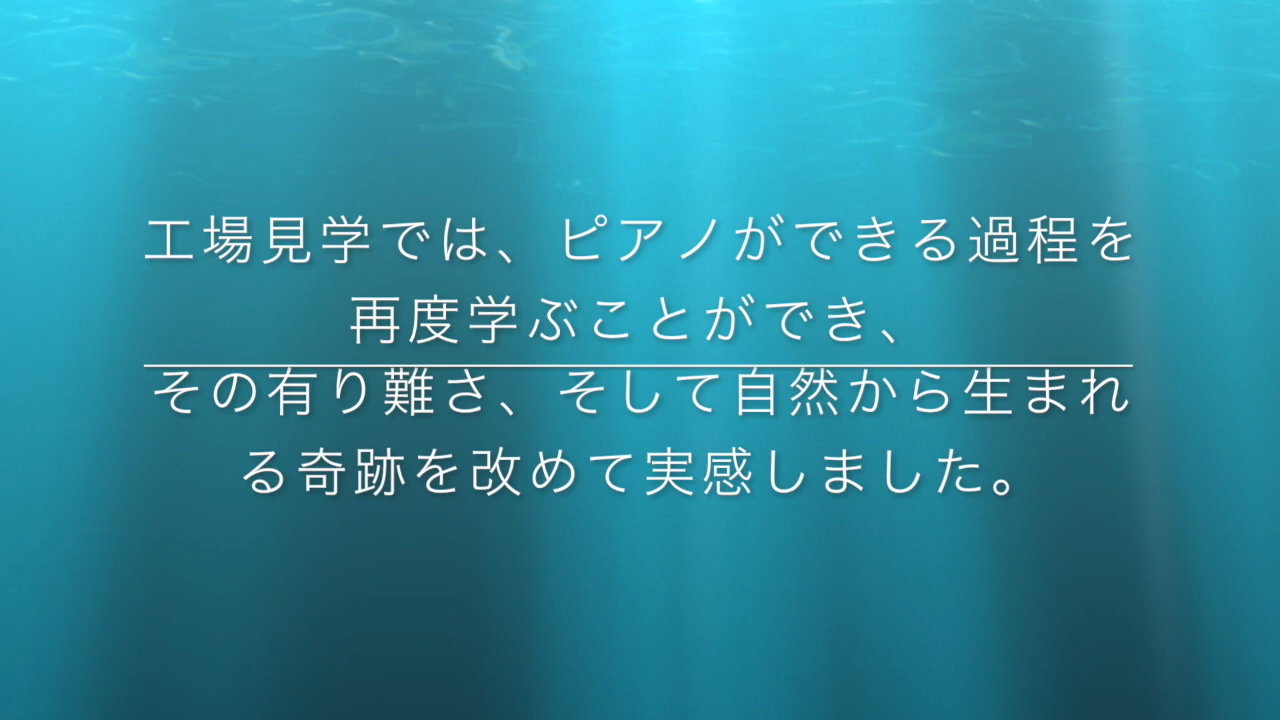 工場見学では、ピアノができる過程を
再度学ぶことができ、
その有り難さ、そして自然から生まれ
る奇跡を改めて実感しました。